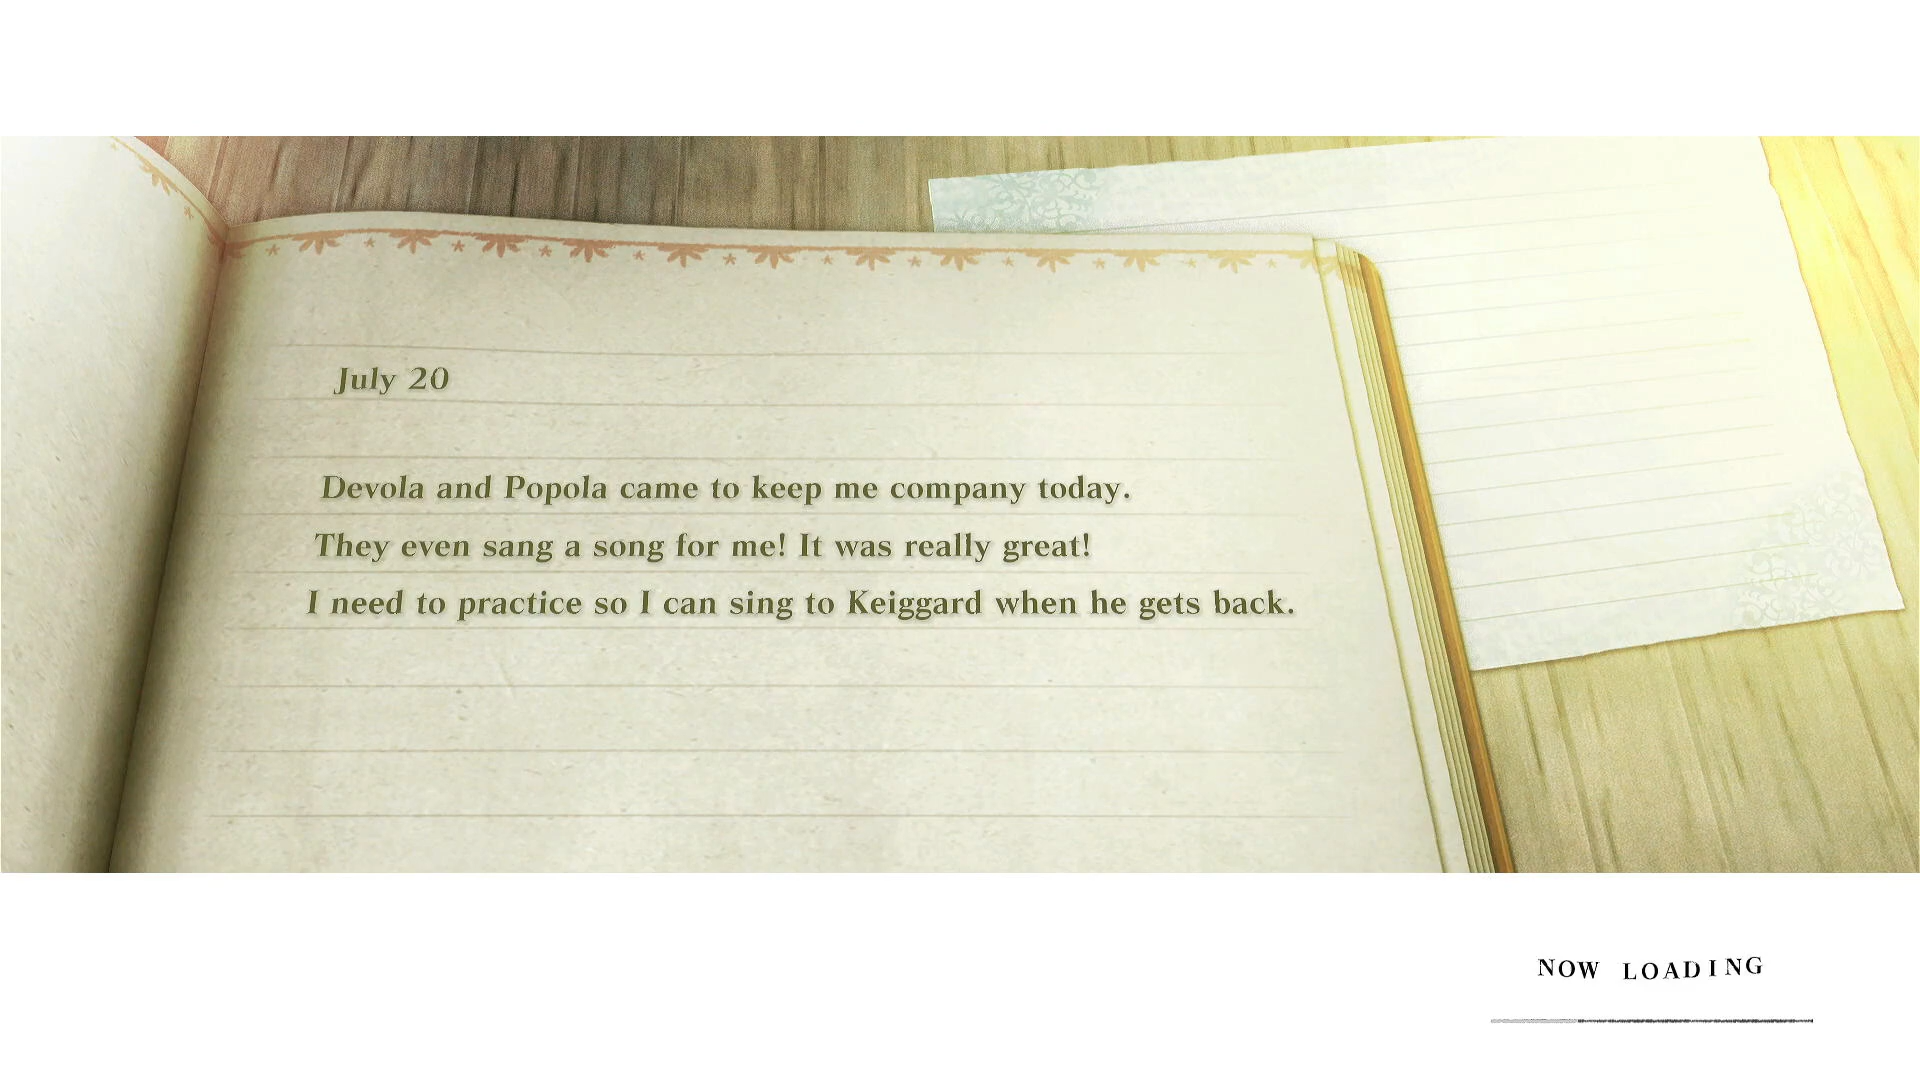 July 20
Devola and Popola came to keep me company today.
They even sang a song for me! It was really great!
I need to practice so I can sing to Keiggard when he gets back.
NOW LOADING